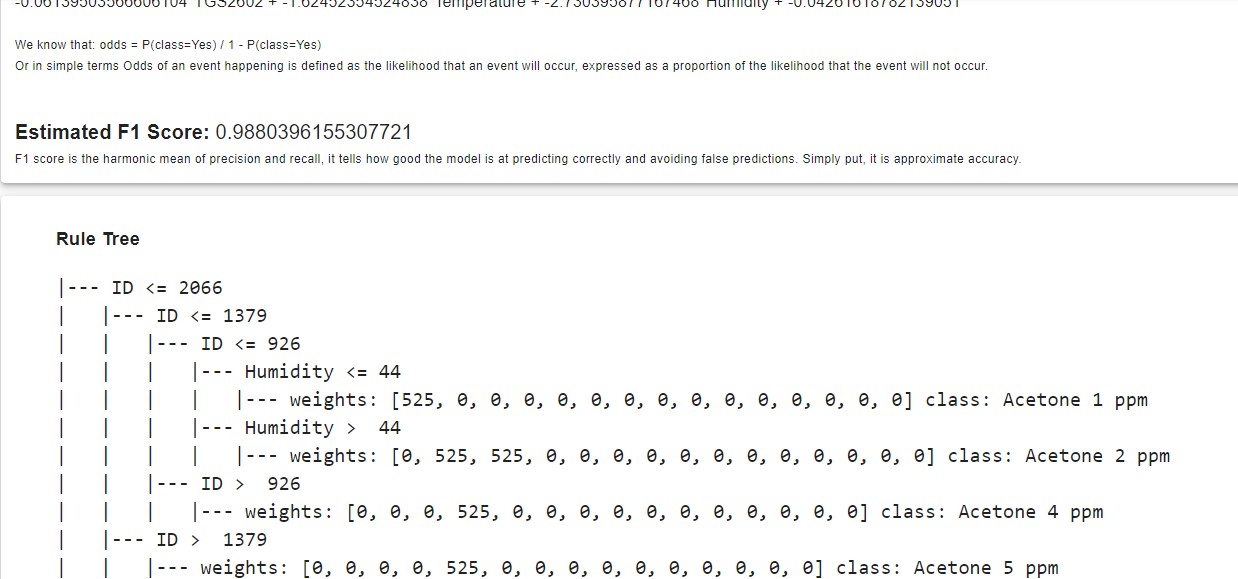 -0.06139503566606104 TGS2602 + -1.62452354524838 Temperature + -2.730395877167468 Humidity + -0.04261618782139051
We know that: odds = P(class=Yes) / 1 - P(class=Yes)
Or in simple terms Odds of an event happening is defined as the likelihood that an event will occur, expressed as a proportion of the likelihood that the event will not occur.
Estimated F1 Score: 0.9880396155307721
F1 score is the harmonic mean of precision and recall, it tells how good the model is at predicting correctly and avoiding false predictions. Simply put, it is approximate accuracy.
Rule Tree
|--- ID <= 2066
|   |--- ID <= 1379
|   |   |--- ID <= 926
|   |   |   |--- Humidity <= 44
|   |   |   |   |--- weights: [525, 0, 0, 0, 0, 0, 0, 0, 0, 0, 0, 0, 0, 0, 0] class: Acetone 1 ppm
|   |   |   |--- Humidity >  44
|   |   |   |   |--- weights: [0, 525, 525, 0, 0, 0, 0, 0, 0, 0, 0, 0, 0, 0, 0] class: Acetone 2 ppm
|   |   |--- ID >  926
|   |   |   |--- weights: [0, 0, 0, 525, 0, 0, 0, 0, 0, 0, 0, 0, 0, 0, 0] class: Acetone 4 ppm
|   |--- ID >  1379
|   |   |--- weights: [0, 0, 0, 0, 525, 0, 0, 0, 0, 0, 0, 0, 0, 0, 0] class: Acetone 5 ppm